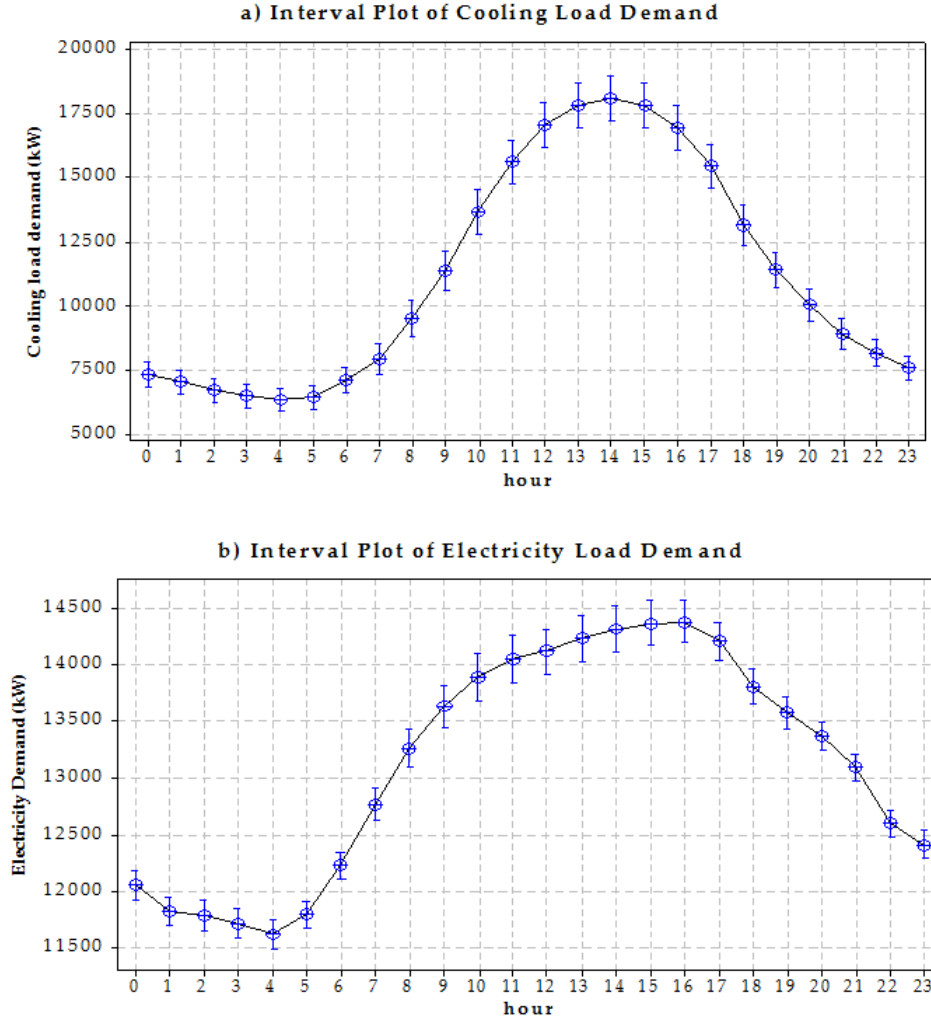 a) Interval Plot of Cooling Load Demand
20000
17500
15000
12500
10000
7500
5000
Cooling load demand (kW)
0 1 2 3 4 5 6 7 8 9 10 11 12 13 14 15 16 17 18 19 20 21 22 23
hour
b) Interval Plot of Electricity Load Demand
14500
14000
13500
13000
12500
12000
11500
Electricity Demand (kW)
0 1 2 3 4 5 6 7 8 9 10 11 12 13 14 15 16 17 18 19 20 21 22 23
hour